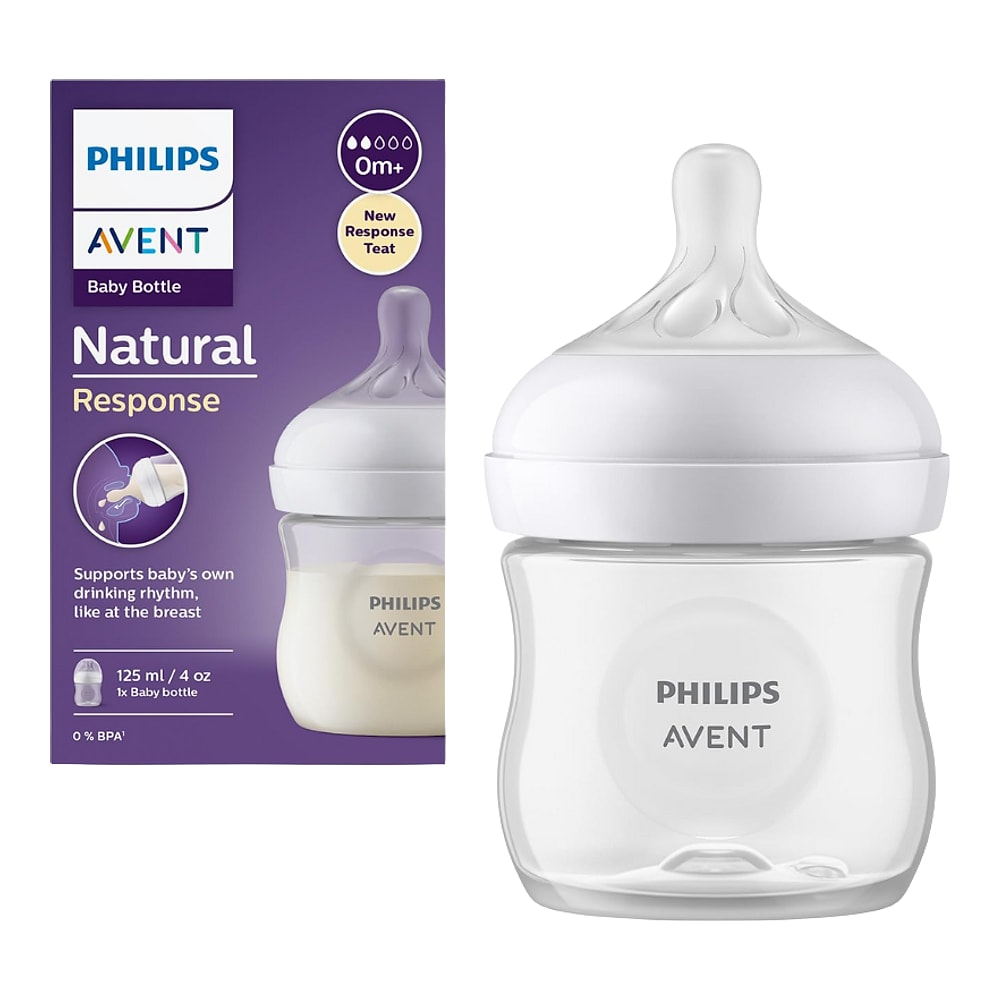 PHILIPS
AVENT
Baby Bottle
0m+
New
Response
Teat
Natural
Response
Supports baby's own
drinking rhythm,
like at the breast
125 ml / 4 oz
1x Baby bottle
0 % BPA¹
PHILIPS
AVENT
PHILIPS
AVENT